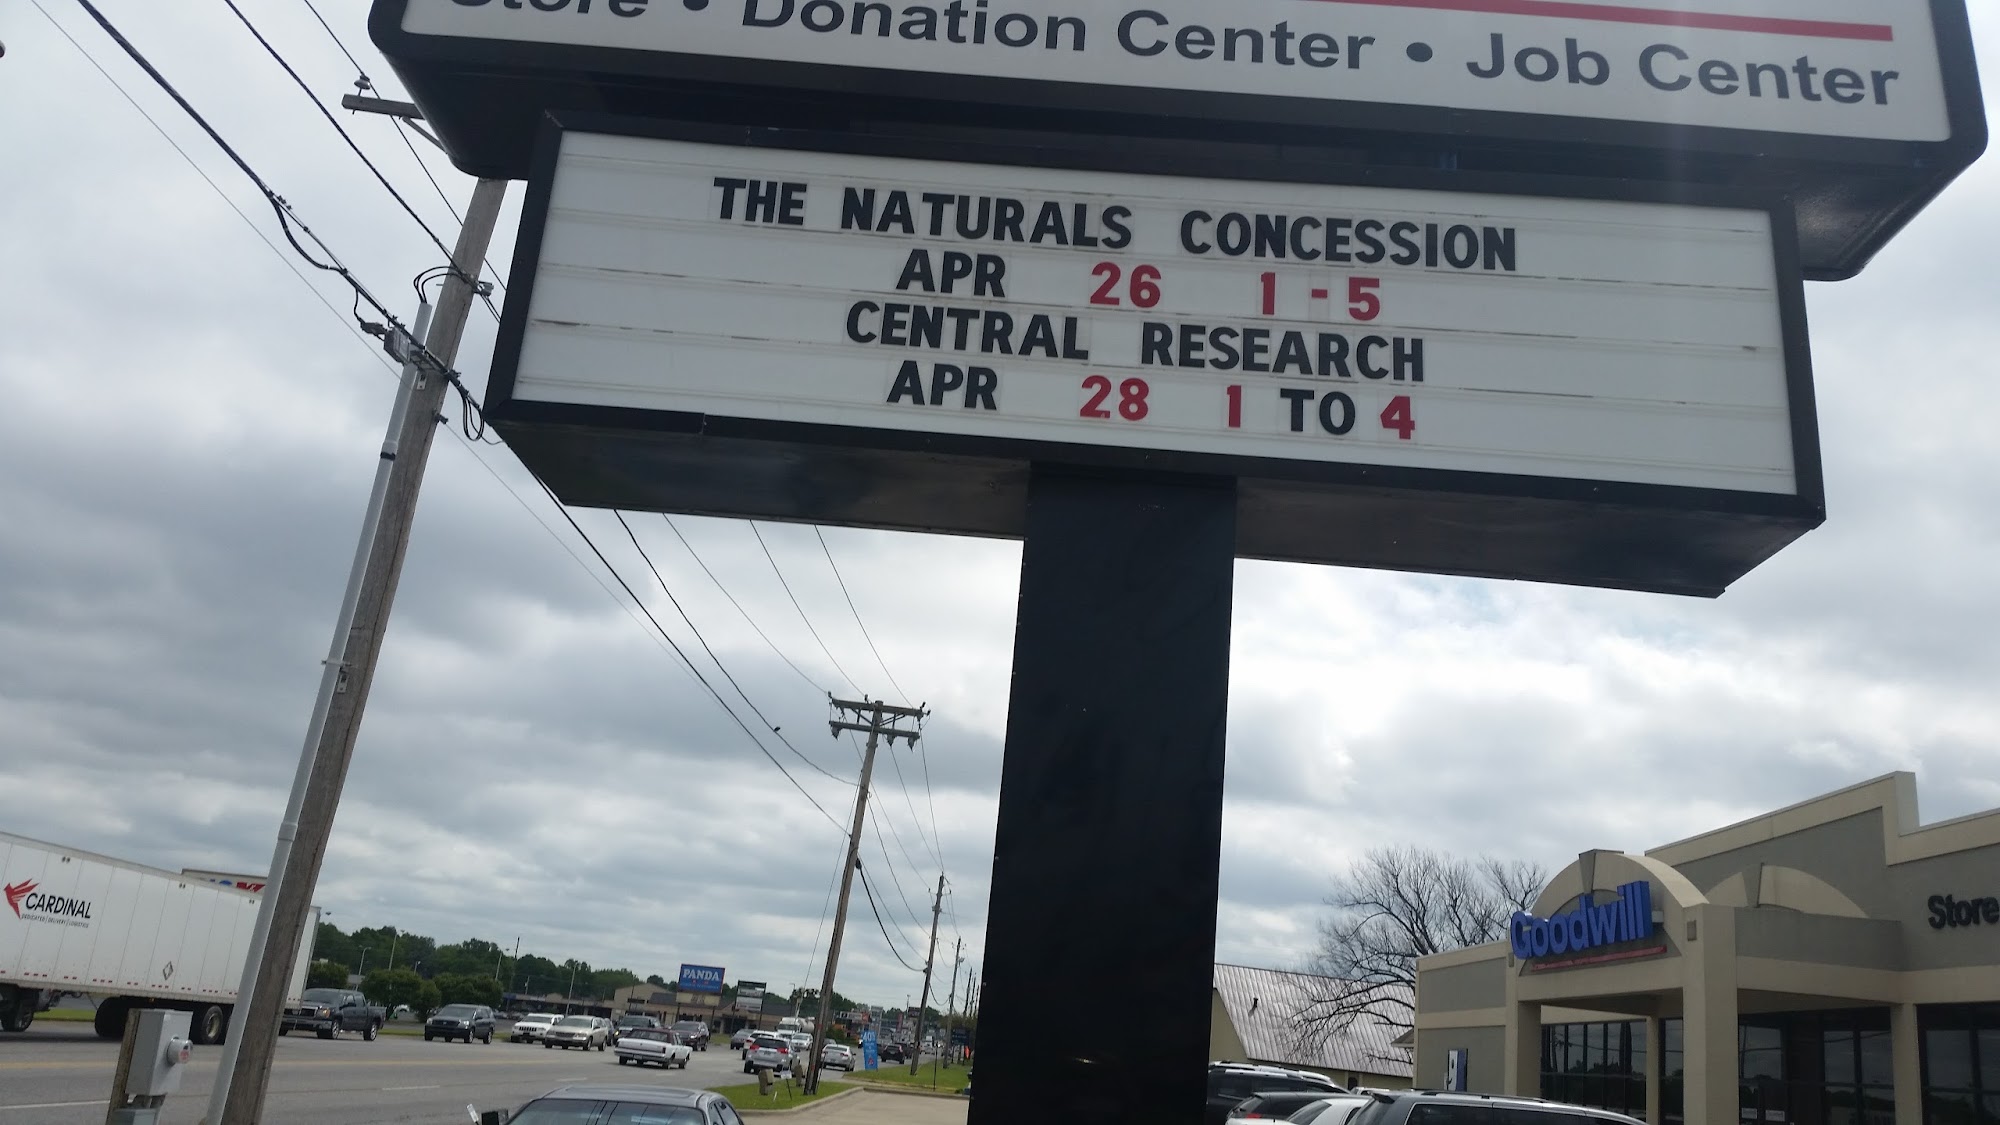 Store • Donation Center • Job Center
THE NATURALS CONCESSION
APR 26 1-5
CENTRAL RESEARCH
APR 28 1 TO 4
CARDINAL
PANDA
Goodwill
Store